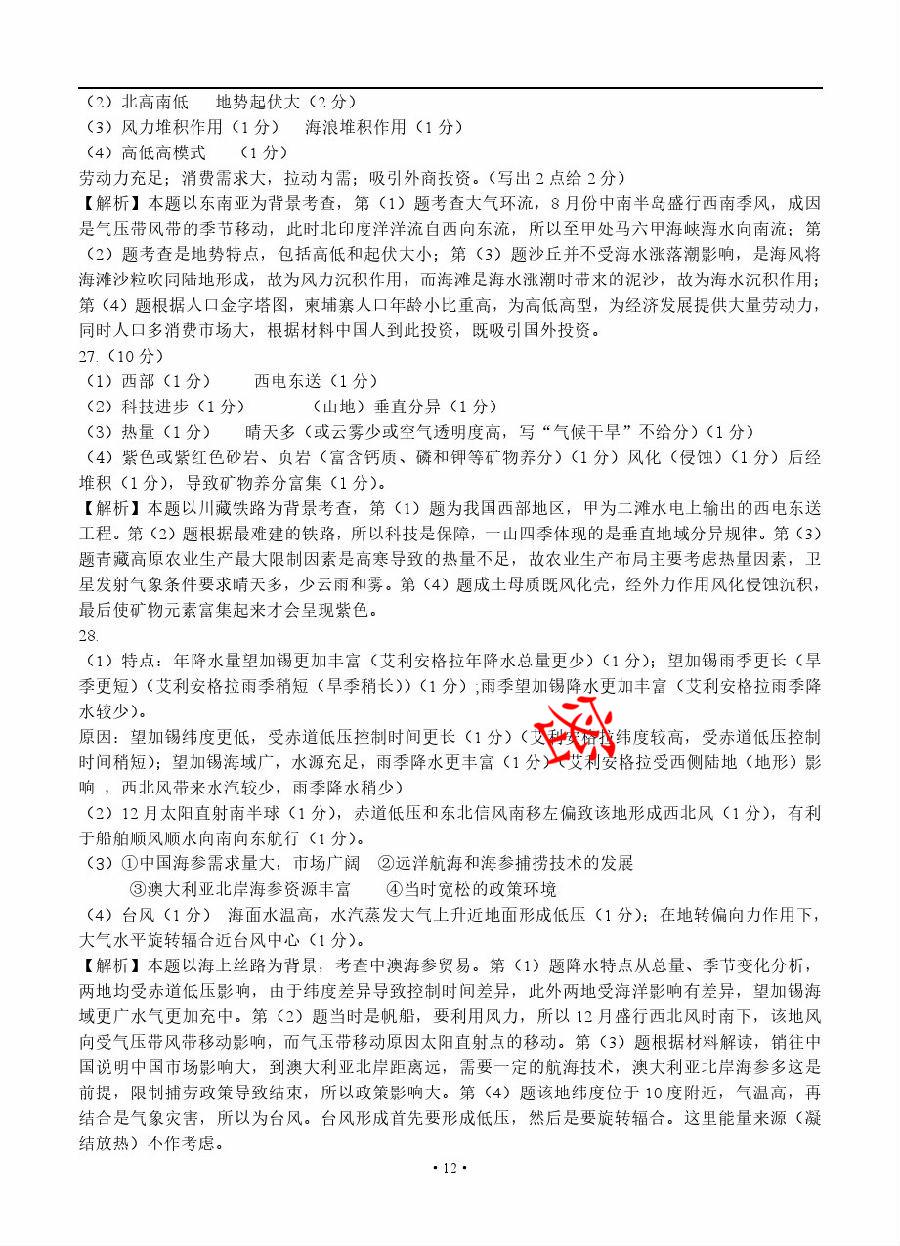 （2）北高南低　地势起伏大（2 分）
（3）风力堆积作用（1 分）　海浪堆积作用（1 分）
（4）高低高模式　（1 分）
劳动力充足；消费需求大，拉动内需；吸引外商投资。（写出 2 点给 2 分）
【解析】本题以东南亚为背景考查，第（1）题考查大气环流，8 月份中南半岛盛行西南季风，成因
是气压带风带的季节移动，此时北印度洋洋流自西向东流，所以至甲处马六甲海峡海水向南流；第
（2）题考查是地势特点，包括高低和起伏大小；第（3）题沙丘并不受海水涨落潮影响，是海风将
海滩沙粒吹向陆地形成，故为风力沉积作用，而海滩是海水涨潮时带来的泥沙，故为海水沉积作用；
第（4）题根据人口金字塔图，柬埔寨人口年龄小比重高，为高低高型，为经济发展提供大量劳动力，
同时人口多消费市场大，根据材料中国人到此投资，既吸引国外投资。
27.（10 分）
（1）西部（1 分）　西电东送（1 分）
（2）科技进步（1 分）　（山地）垂直分异（1 分）
（3）热量（1 分）　晴天多（或云雾少或空气透明度高，写“气候干旱”不给分）（1 分）
（4）紫色或紫红色砂岩、页岩（富含钙质、磷和钾等矿物养分）（1 分）风化（侵蚀）（1 分）后经
堆积（1 分），导致矿物养分富集（1 分）。
【解析】本题以川藏铁路为背景考查，第（1）题为我国西部地区，甲为二滩水电上输出的西电东送
工程。第（2）题根据最难建的铁路，所以科技是保障，一山四季体现的是垂直地域分异规律。第（3）
题青藏高原农业生产最大限制因素是高寒导致的热量不足，故农业生产布局主要考虑热量因素，卫
星发射气象条件要求晴天多，少云雨和雾。第（4）题成土母质既风化壳，经外力作用风化侵蚀沉积，
最后使矿物元素富集起来才会呈现紫色。
28.
（1）特点：年降水量望加锡更加丰富（艾利安格拉年降水总量更少）（1 分）；望加锡雨季更长（旱
季更短）（艾利安格拉雨季稍短（旱季稍长））（1 分）,雨季望加锡降水更加丰富（艾利安格拉雨季降
水较少）。
原因：望加锡纬度更低，受赤道低压控制时间更长（1 分）（艾利安格拉纬度较高，受赤道低压控制
时间稍短）；望加锡海域广，水源充足，雨季降水更丰富（1 分）（艾利安格拉受西侧陆地（地形）影
响，西北风带来水汽较少，雨季降水稍少）
（2）12 月太阳直射南半球（1 分），赤道低压和东北信风南移左偏致该地形成西北风（1 分），有利
于船舶顺风顺水向南向东航行（1 分）。
（3）①中国海参需求量大，市场广阔　②远洋航海和海参捕捞技术的发展
③澳大利亚北岸海参资源丰富　④当时宽松的政策环境
（4）台风（1 分）　海面水温高，水汽蒸发大气上升近地面形成低压（1 分）；在地转偏向力作用下，
大气水平旋转辐合近台风中心（1 分）。
【解析】本题以海上丝路为背景，考查中澳海参贸易。第（1）题降水特点从总量、季节变化分析，
两地均受赤道低压影响，由于纬度差异导致控制时间差异，此外两地受海洋影响有差异，望加锡海
域更广水气更加充中。第（2）题当时是帆船，要利用风力，所以 12 月盛行西北风时南下，该地风
向受气压带风带移动影响，而气压带移动原因太阳直射点的移动。第（3）题根据材料解读，销往中
国说明中国市场影响大，到澳大利亚北岸距离远，需要一定的航海技术，澳大利亚北岸海参多这是
前提，限制捕捞政策导致结束，所以政策影响大。第（4）题该地纬度位于 10 度附近，气温高，再
结合是气象灾害，所以为台风。台风形成首先要形成低压，然后是要旋转辐合。这里能量来源（凝
结放热）不作考虑。
密
· 12 ·